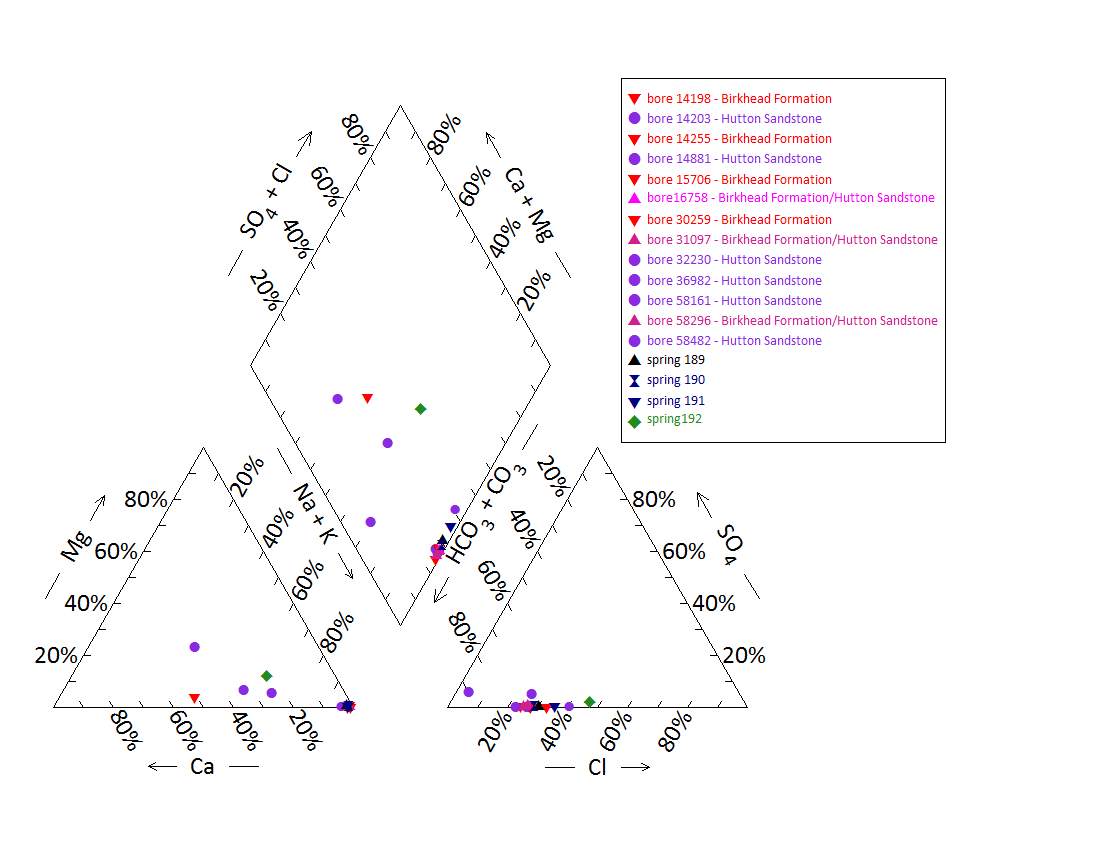 80%
80%
SO4 + Cl
Ca + Mg
60%
60%
40%
40%
20%
20%
bore 14198 - Birkhead Formation
bore 14203 - Hutton Sandstone
bore 14255 - Birkhead Formation
bore 14881 - Hutton Sandstone
bore 15706 - Birkhead Formation
bore16758 - Birkhead Formation/Hutton Sandstone
bore 30259 - Birkhead Formation
bore 31097 - Birkhead Formation/Hutton Sandstone
bore 32230 - Hutton Sandstone
bore 36982 - Hutton Sandstone
bore 58161 - Hutton Sandstone
bore 58296 - Birkhead Formation/Hutton Sandstone
bore 58482 - Hutton Sandstone
spring 189
spring 190
spring 191
spring192
Mg
80%
60%
40%
20%
20%
40%
60%
80%
Na + K
HCO3 + CO3
20%
40%
60%
80%
80%
60%
40%
20%
SO4
80%
60%
40%
20%
Ca
20%
40%
60%
80%
Cl